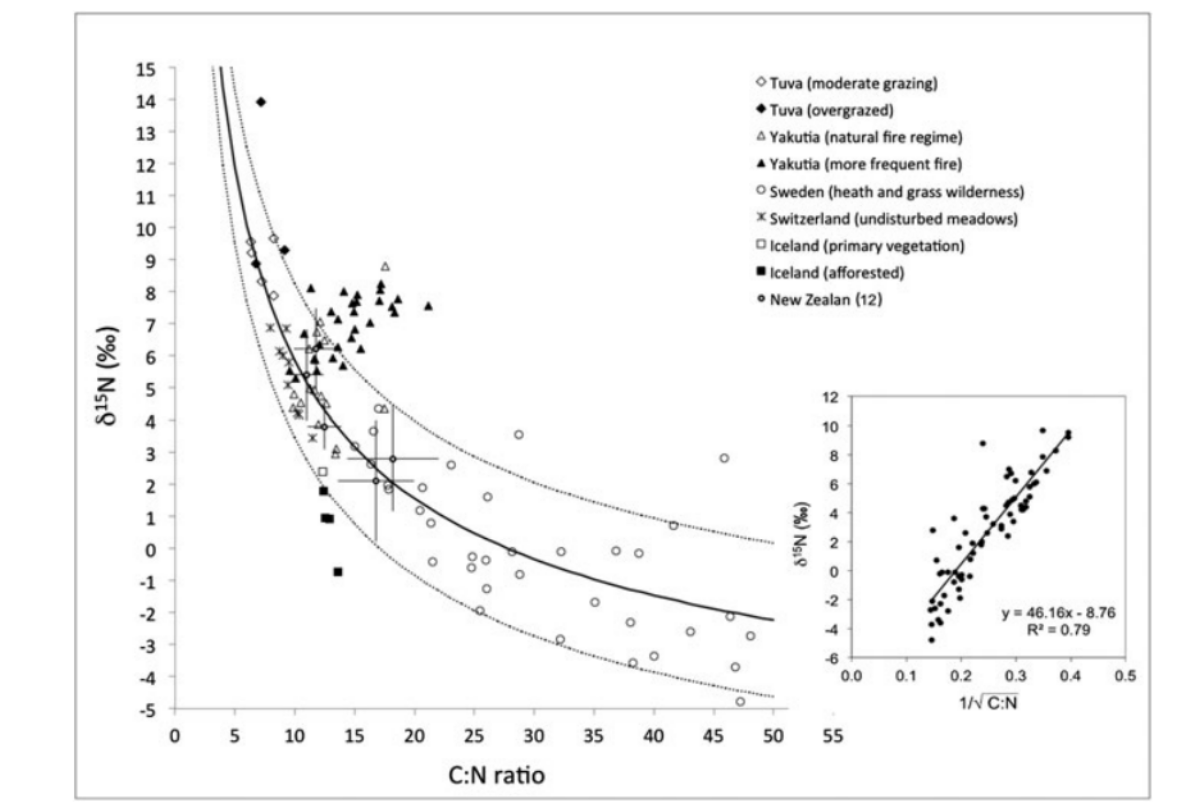 15
14
13
12
11
10
9
8
7
6
5
4
3
2
1
0
-1
-2
-3
-4
-5
δ¹⁵N (‰)
0 5 10 15 20 25 30 35 40 45 50 55
C:N ratio
Tuva (moderate grazing)
Tuva (overgrazed)
Yakutia (natural fire regime)
Yakutia (more frequent fire)
Sweden (heath and grass wilderness)
Switzerland (undisturbed meadows)
Iceland (primary vegetation)
Iceland (afforested)
New Zealan (12)
12
10
8
6
4
2
0
-2
-4
-6
δ¹⁵N (‰)
y = 46.16x - 8.76
R² = 0.79
0.0 0.1 0.2 0.3 0.4 0.5
1/√C:N